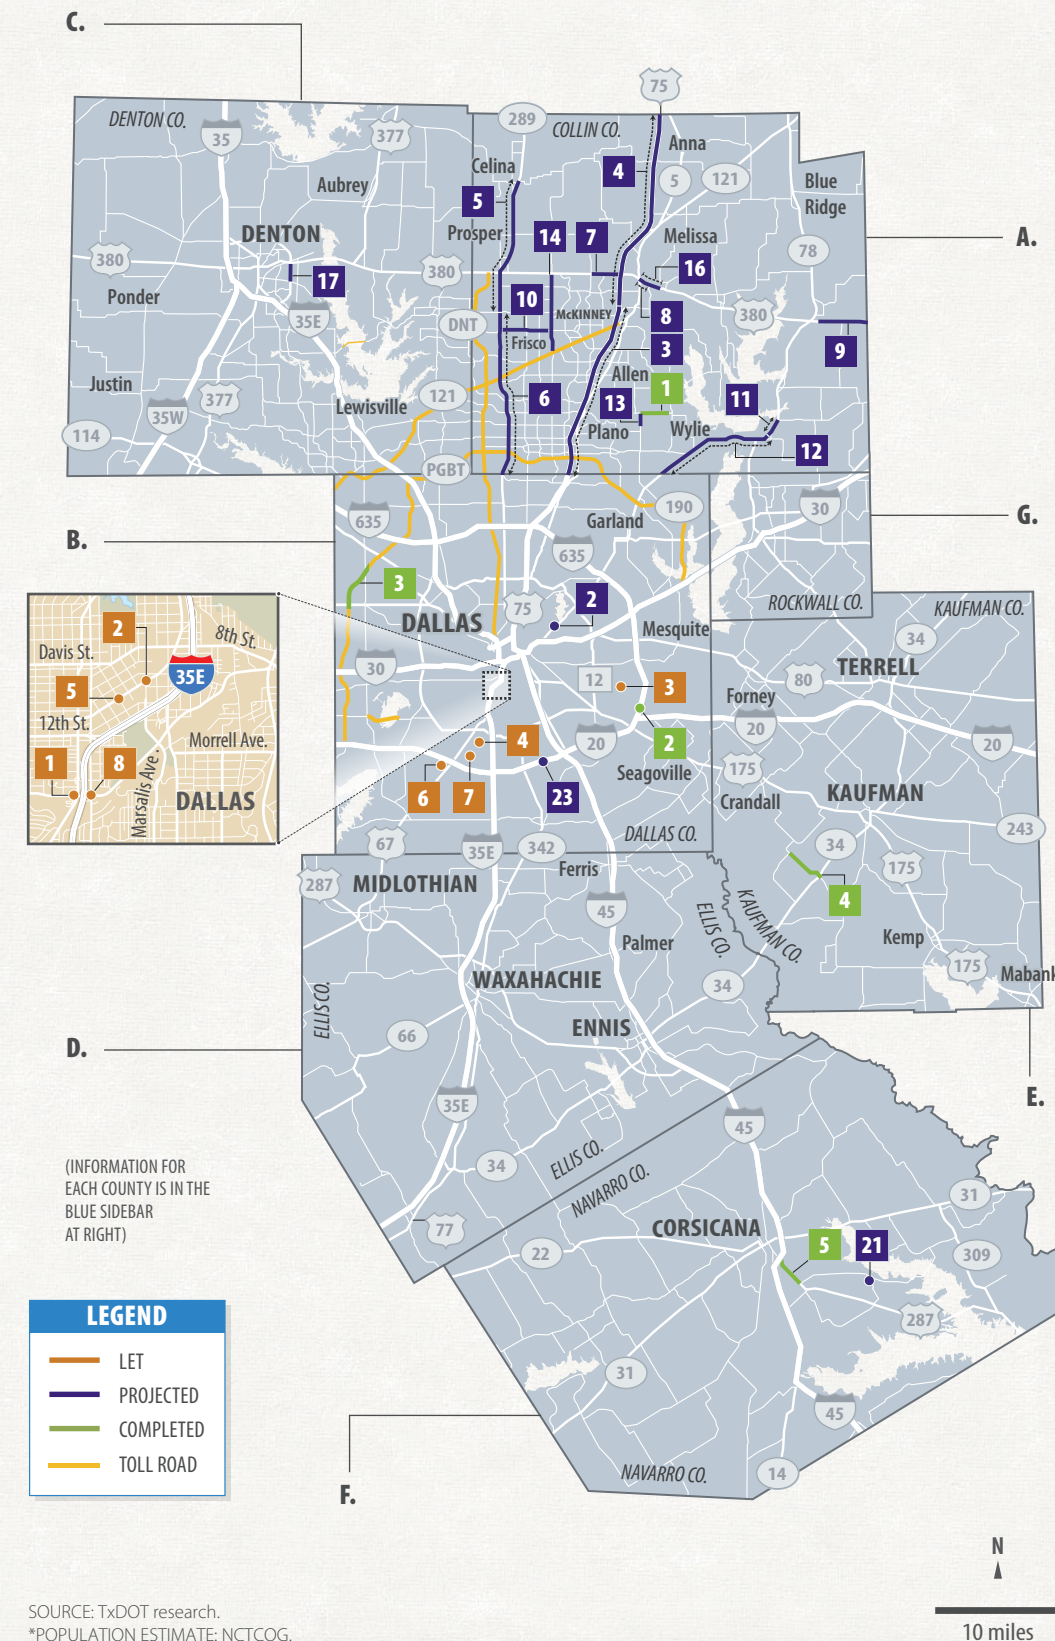 C.
75
DENTON CO.
289
COLLIN CO.
35
377
Anna
Celina
4
5
121
Aubrey
Blue
Ridge
5
Prosper
14
7
Melissa
A.
DENTON
380
380
17
16
78
Ponder
10
McKINNEY
8
380
35E
DNT
Frisco
3
9
Justin
Allen
1
377
121
6
13
11
35W
Lewisville
Plano
Wylie
114
12
PGBT
190
30
635
Garland
G.
B.
635
3
2
75
DALLAS
ROCKWALL CO.
KAUFMAN CO.
Mesquite
34
2
8th St.
Davis St.
35E
30
12
3
TERRELL
80
5
Forney
12th St.
20
Morrell Ave.
4
20
2
20
1
8
Seagoville
175
Marsalis Ave.
DALLAS
6
7
23
Crandall
KAUFMAN
DALLAS CO.
243
67
35E
342
34
Ferris
175
287
MIDLOTHIAN
4
45
ELLIS CO.
KAUFMAN CO.
Palmer
Kemp
175
Mabank
WAXAHACHIE
34
ELLIS CO.
ENNIS
66
D.
E.
35E
45
(INFORMATION FOR
EACH COUNTY IS IN THE
BLUE SIDEBAR
AT RIGHT)
34
ELLIS CO.
NAVARRO CO.
31
77
CORSICANA
22
5
21
309
LEGEND
287
LET
31
PROJECTED
45
COMPLETED
TOLL ROAD
NAVARRO CO.
14
F.
N
SOURCE: TxDOT research.
*POPULATION ESTIMATE: NCTCOG.
10 miles